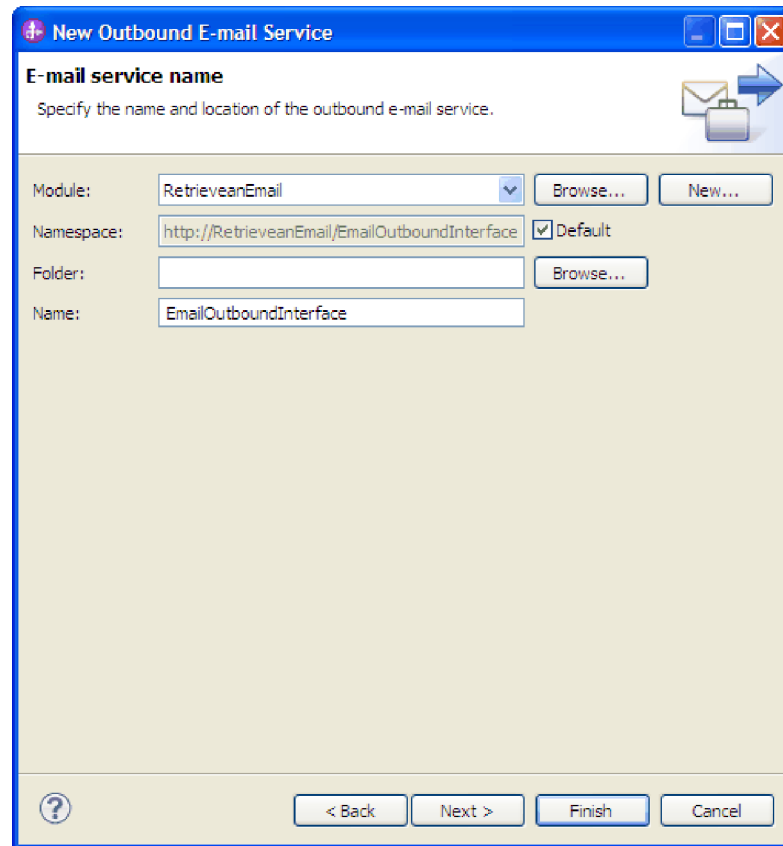 New Outbound E-mail Service
E-mail service name
Specify the name and location of the outbound e-mail service.
Module: RetrieveanEmail Browse... New...
Namespace: http://RetrieveanEmail/EmailOutboundInterface Default
Folder: Browse...
Name: EmailOutboundInterface
? < Back Next > Finish Cancel